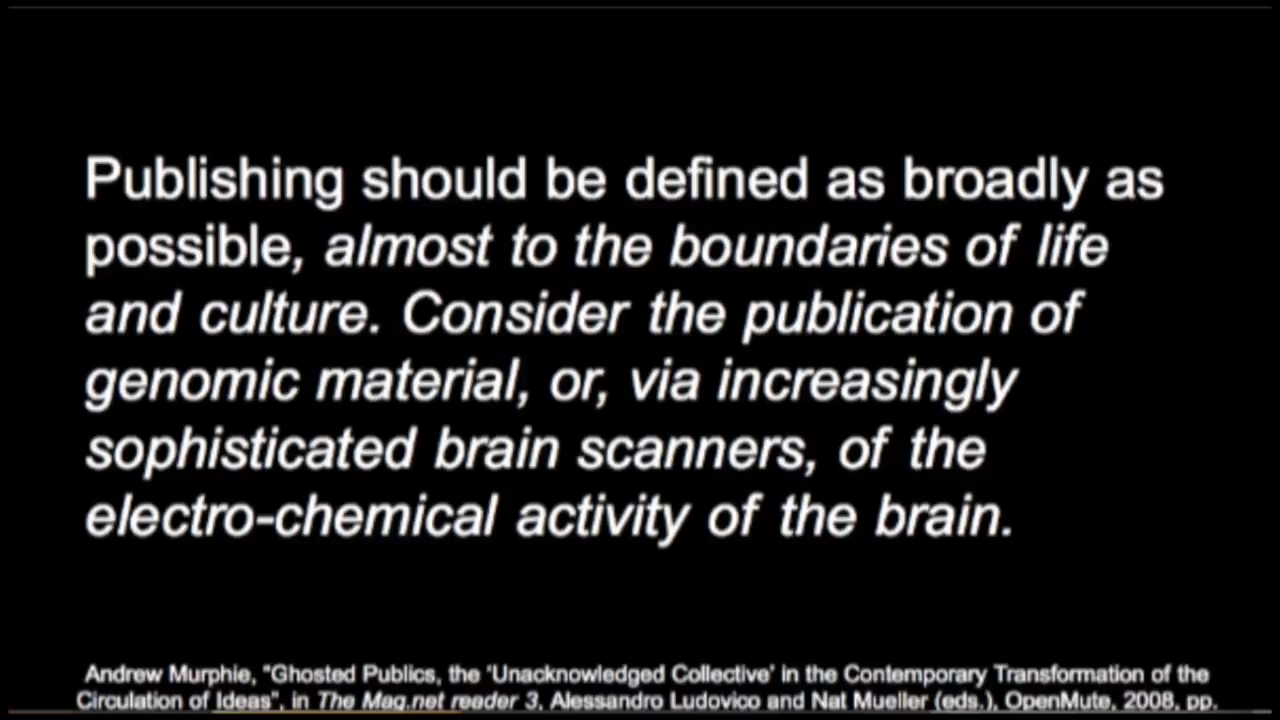 Publishing should be defined as broadly as
possible, almost to the boundaries of life
and culture. Consider the publication of
genomic material, or, via increasingly
sophisticated brain scanners, of the
electro-chemical activity of the brain.
Andrew Murphie, "Ghosted Publics, the 'Unacknowledged Collective' in the Contemporary Transformation of the
Circulation of Ideas", in The Mag.net reader 3, Alessandro Ludovico and Nat Mueller (eds.), OpenMute, 2008, pp.